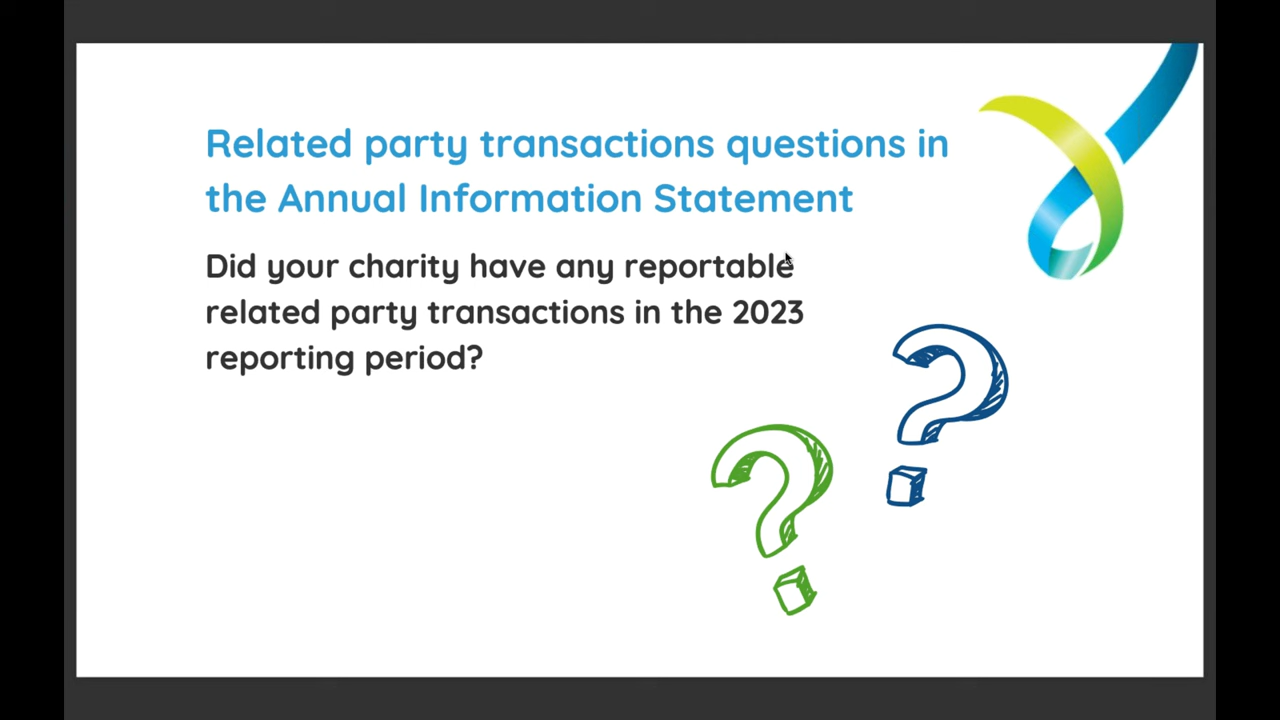 Related party transactions questions in
the Annual Information Statement
Did your charity have any reportable
related party transactions in the 2023
reporting period?
? 
?